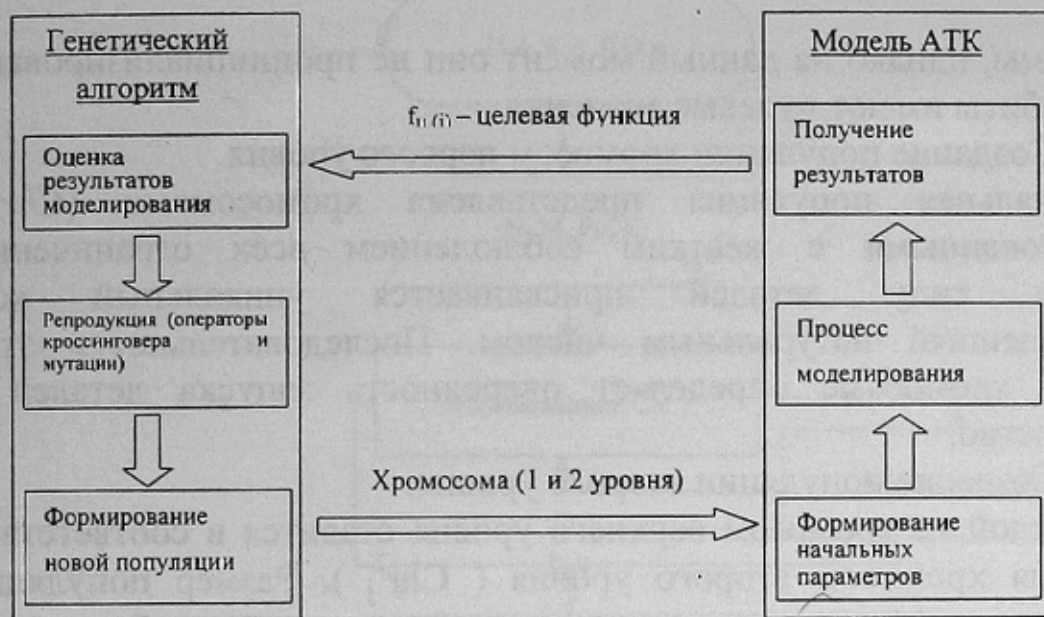 Генетический
алгоритм
Оценка
результатов
моделирования
Репродукция (операторы
кроссинговера и
мутации)
Формирование
новой популяции
– целевая функция
Хромосома (1 и 2 уровня)
Модель АТК
Получение
результатов
Процесс
моделирования
Формирование
начальных
параметров